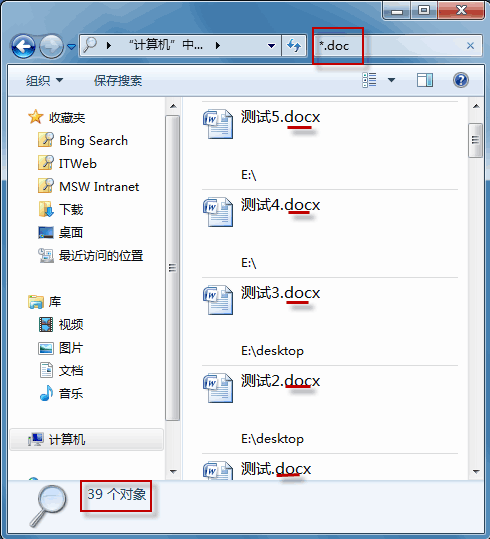 “计算机”中...
*.doc
组织
保存搜索
收藏夹
Bing Search
ITWeb
MSW Intranet
下载
桌面
最近访问的位置
库
视频
图片
文档
音乐
计算机
测试5.docx
E:\
测试4.docx
E:\
测试3.docx
E:\desktop
测试2.docx
E:\desktop
测试.docx
39 个对象